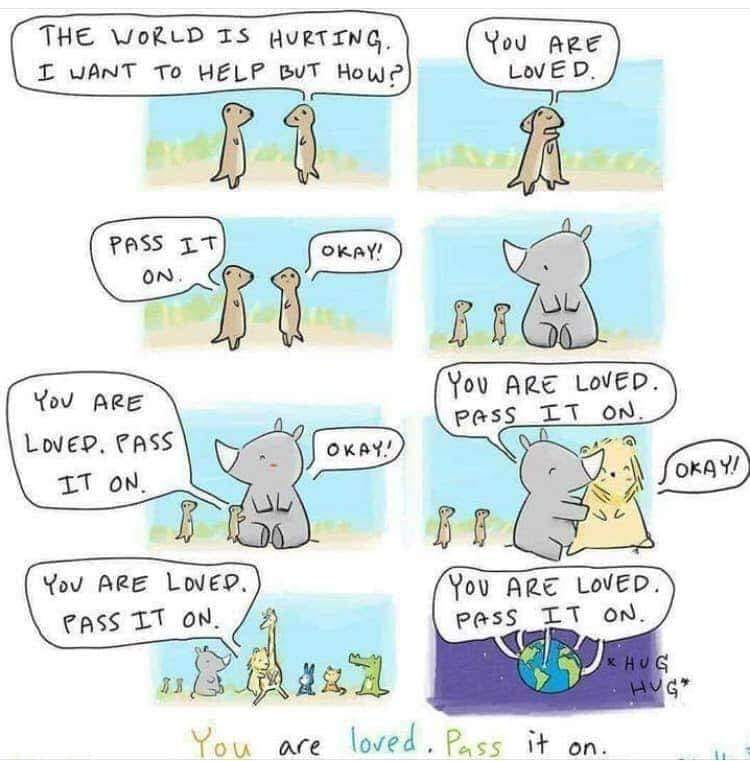 THE WORLD IS HURTING.
I WANT TO HELP BUT HOW?
YOU ARE
LOVED.
PASS IT
ON.
OKAY!
YOU ARE
LOVED. PASS
IT ON.
OKAY!
YOU ARE LOVED.
PASS IT ON.
OKAY!
YOU ARE LOVED.
PASS IT ON.
YOU ARE LOVED.
PASS IT ON.
* HUG
HUG*
You are loved. Pass it on.